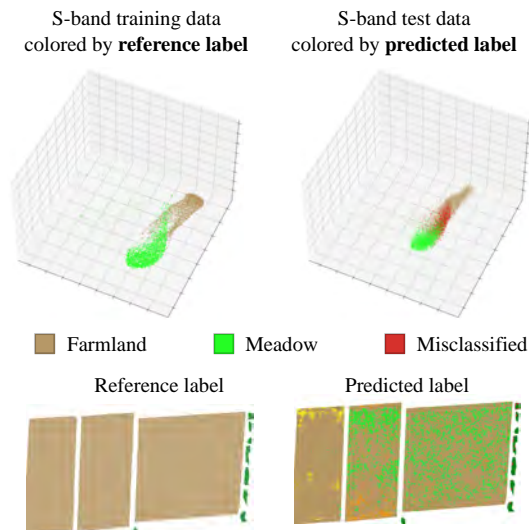 S-band training data
colored by reference label
S-band test data
colored by predicted label
Farmland
Meadow
Misclassified
Reference label
Predicted label